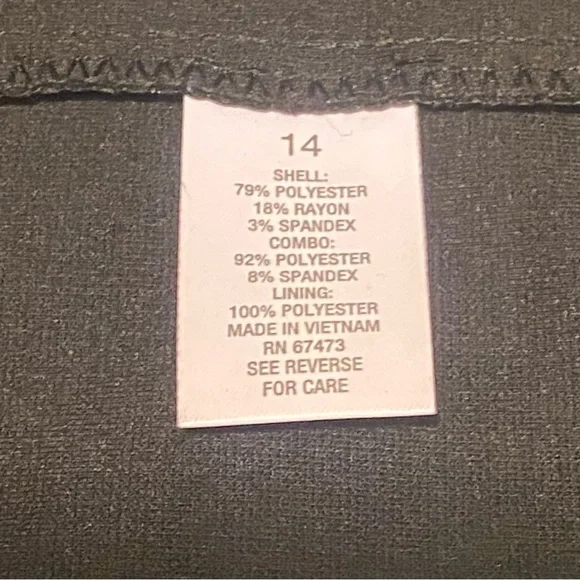 14
SHELL:
79% POLYESTER
18% RAYON
3% SPANDEX
COMBO:
92% POLYESTER
8% SPANDEX
LINING:
100% POLYESTER
MADE IN VIETNAM
RN 67473
SEE REVERSE
FOR CARE